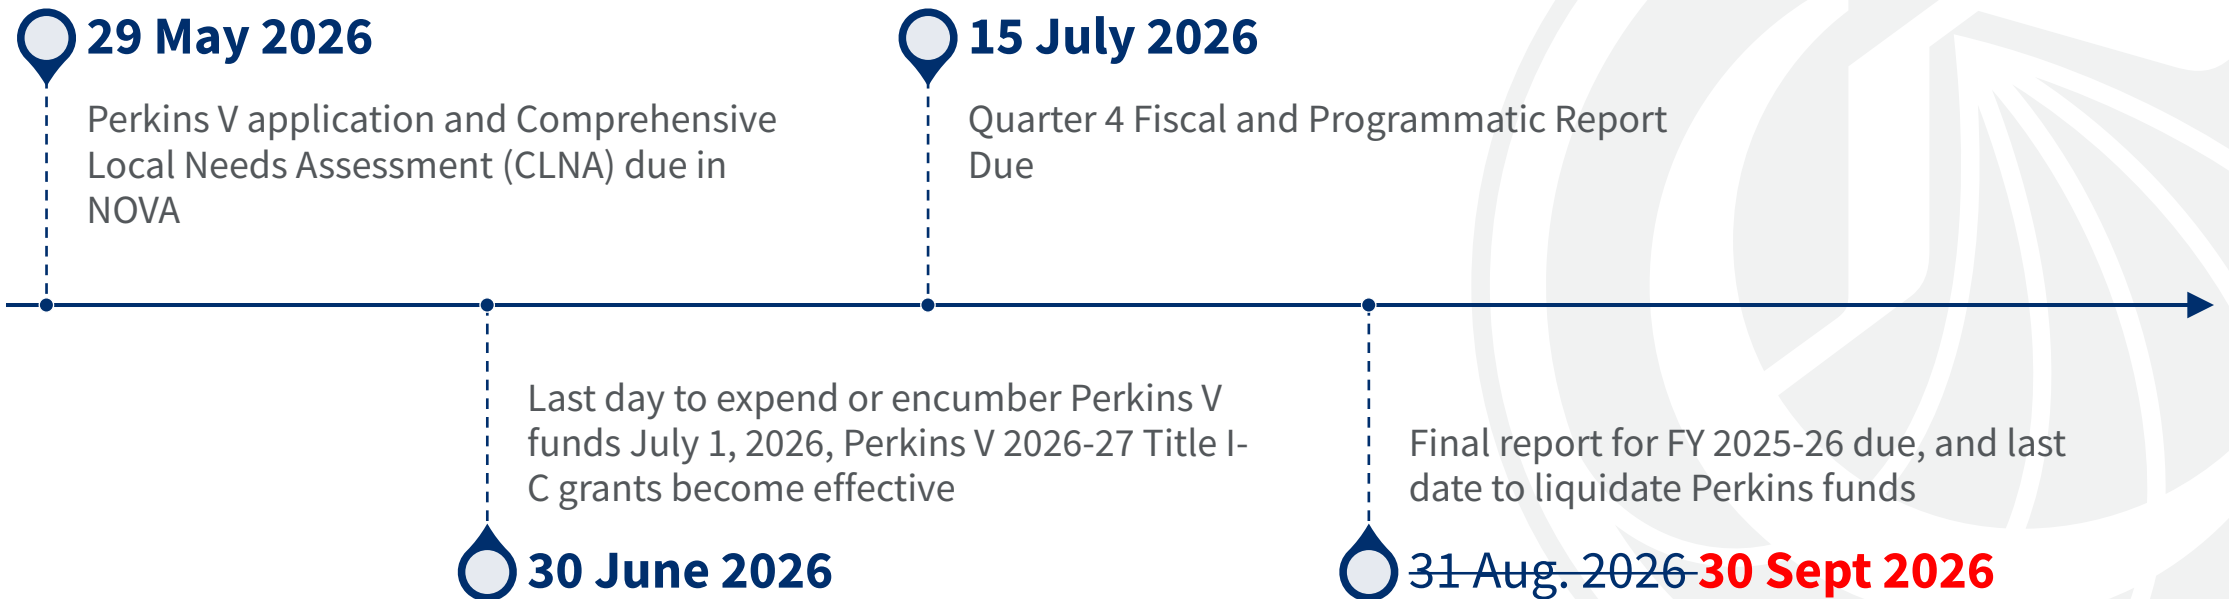 29 May 2026
Perkins V application and Comprehensive
Local Needs Assessment (CLNA) due in
NOVA
15 July 2026
Quarter 4 Fiscal and Programmatic Report
Due
Last day to expend or encumber Perkins V
funds July 1, 2026, Perkins V 2026-27 Title I-
C grants become effective
30 June 2026
Final report for FY 2025-26 due, and last
date to liquidate Perkins funds
31 Aug. 2026 30 Sept 2026